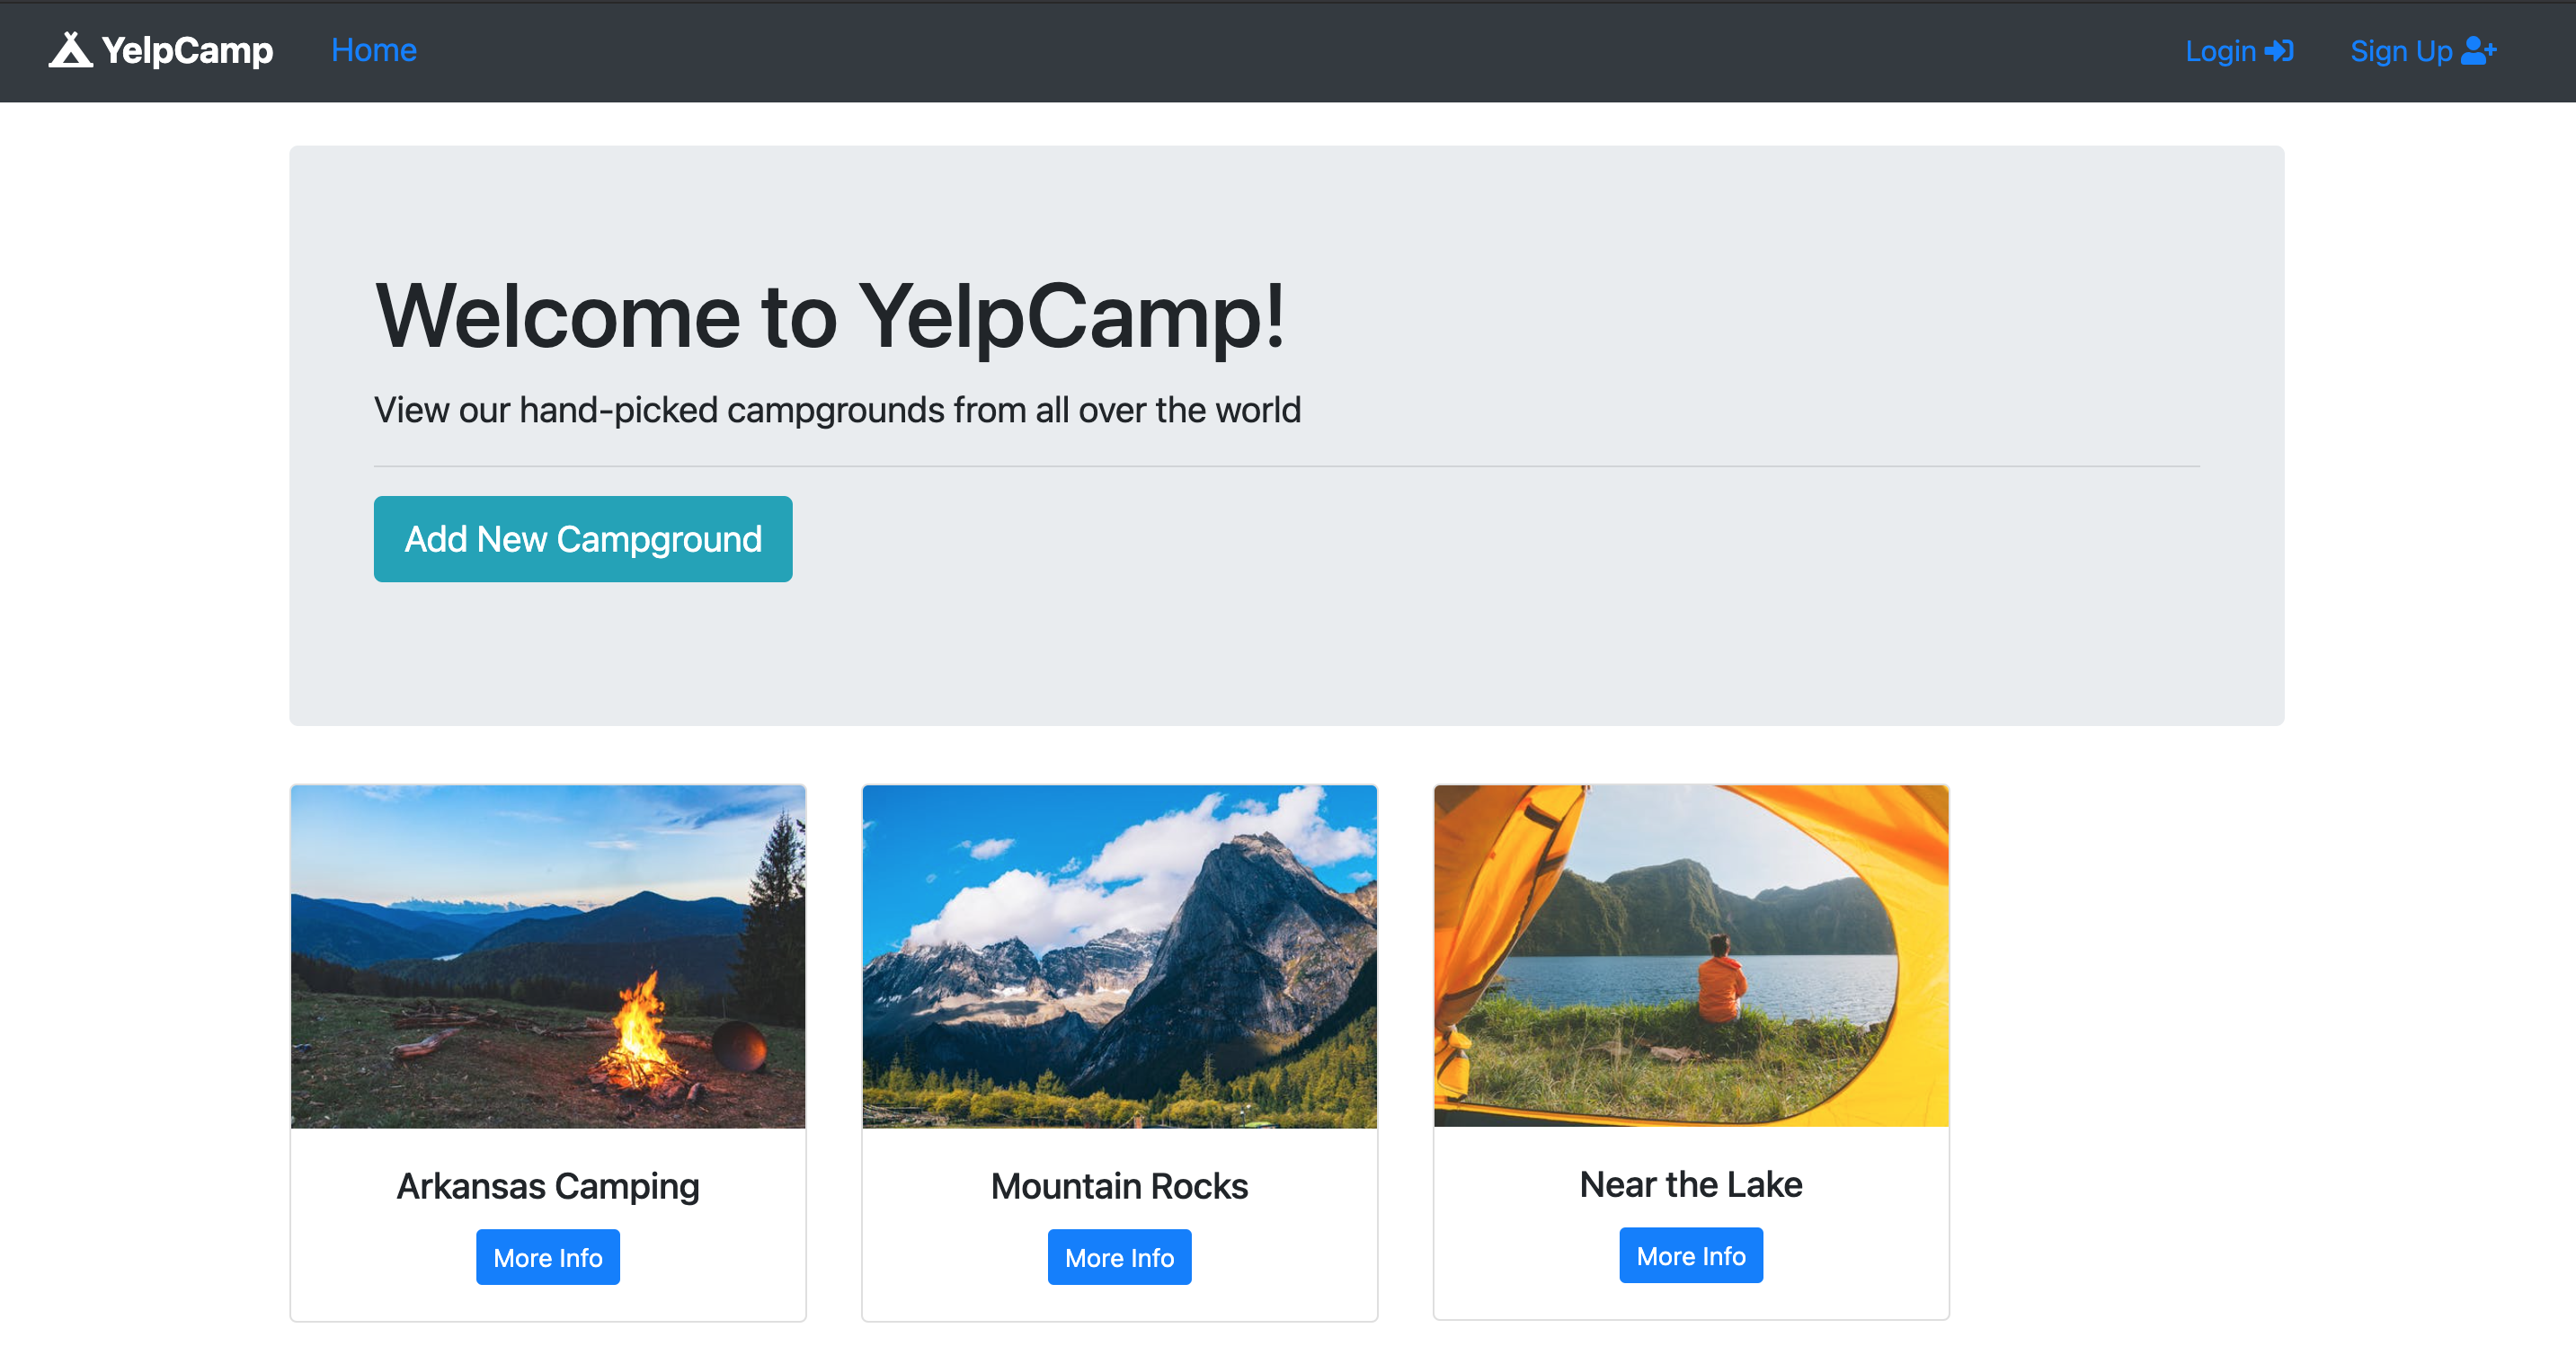 YelpCamp Home Login Sign Up
Welcome to YelpCamp!
View our hand-picked campgrounds from all over the world
Add New Campground
Arkansas Camping
More Info
Mountain Rocks
More Info
Near the Lake
More Info